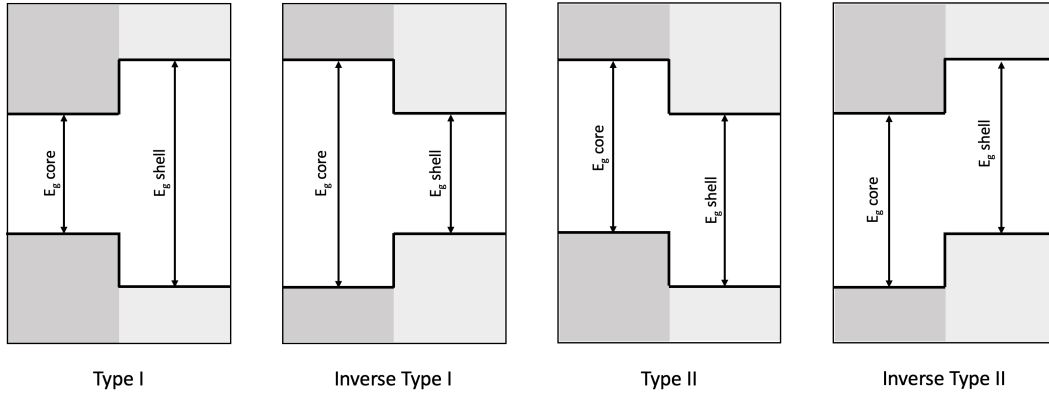 E_g core
E_g shell
E_g core
E_g shell
E_g core
E_g shell
E_g core
E_g shell
Type I
Inverse Type I
Type II
Inverse Type II